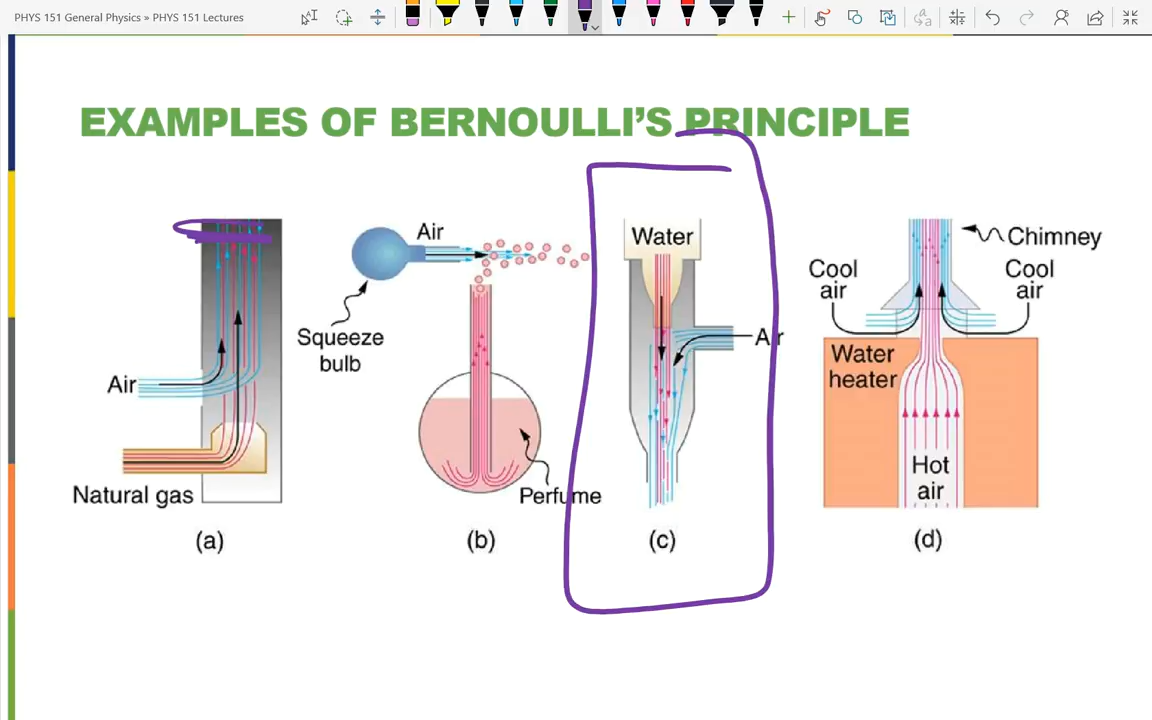 PHYS 151 General Physics » PHYS 151 Lectures
EXAMPLES OF BERNOULLI'S PRINCIPLE
Air
Natural gas
(a)
Air
Squeeze
bulb
Perfume
(b)
Water
Air
(c)
Chimney
Cool
air
Cool
air
Water
heater
Hot
air
(d)